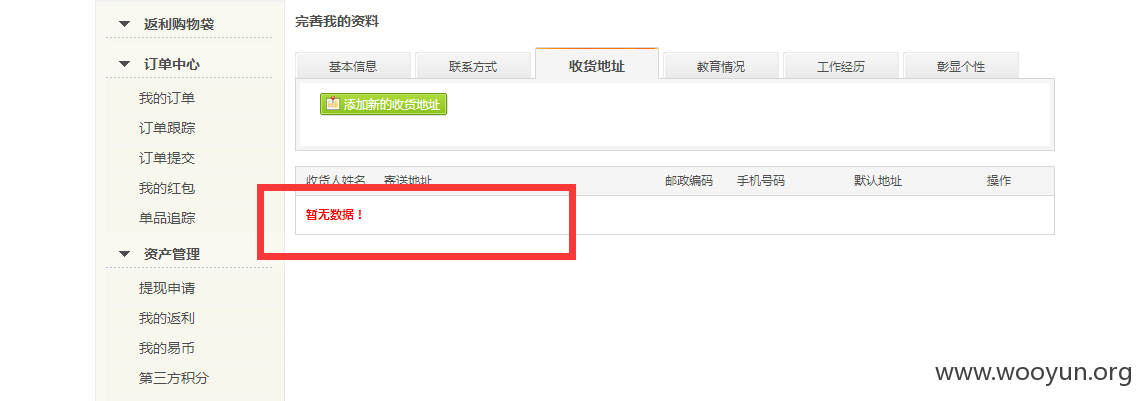 返利购物袋
订单中心
我的订单
订单跟踪
订单提交
我的红包
单品追踪
资产管理
提现申请
我的返利
我的易币
第三方积分
完善我的资料
基本信息 联系方式 收货地址 教育情况 工作经历 彰显个性
添加新的收货地址
收货人姓名 寄送地址 邮政编码 手机号码 默认地址 操作
暂无数据！
www.wooyun.org